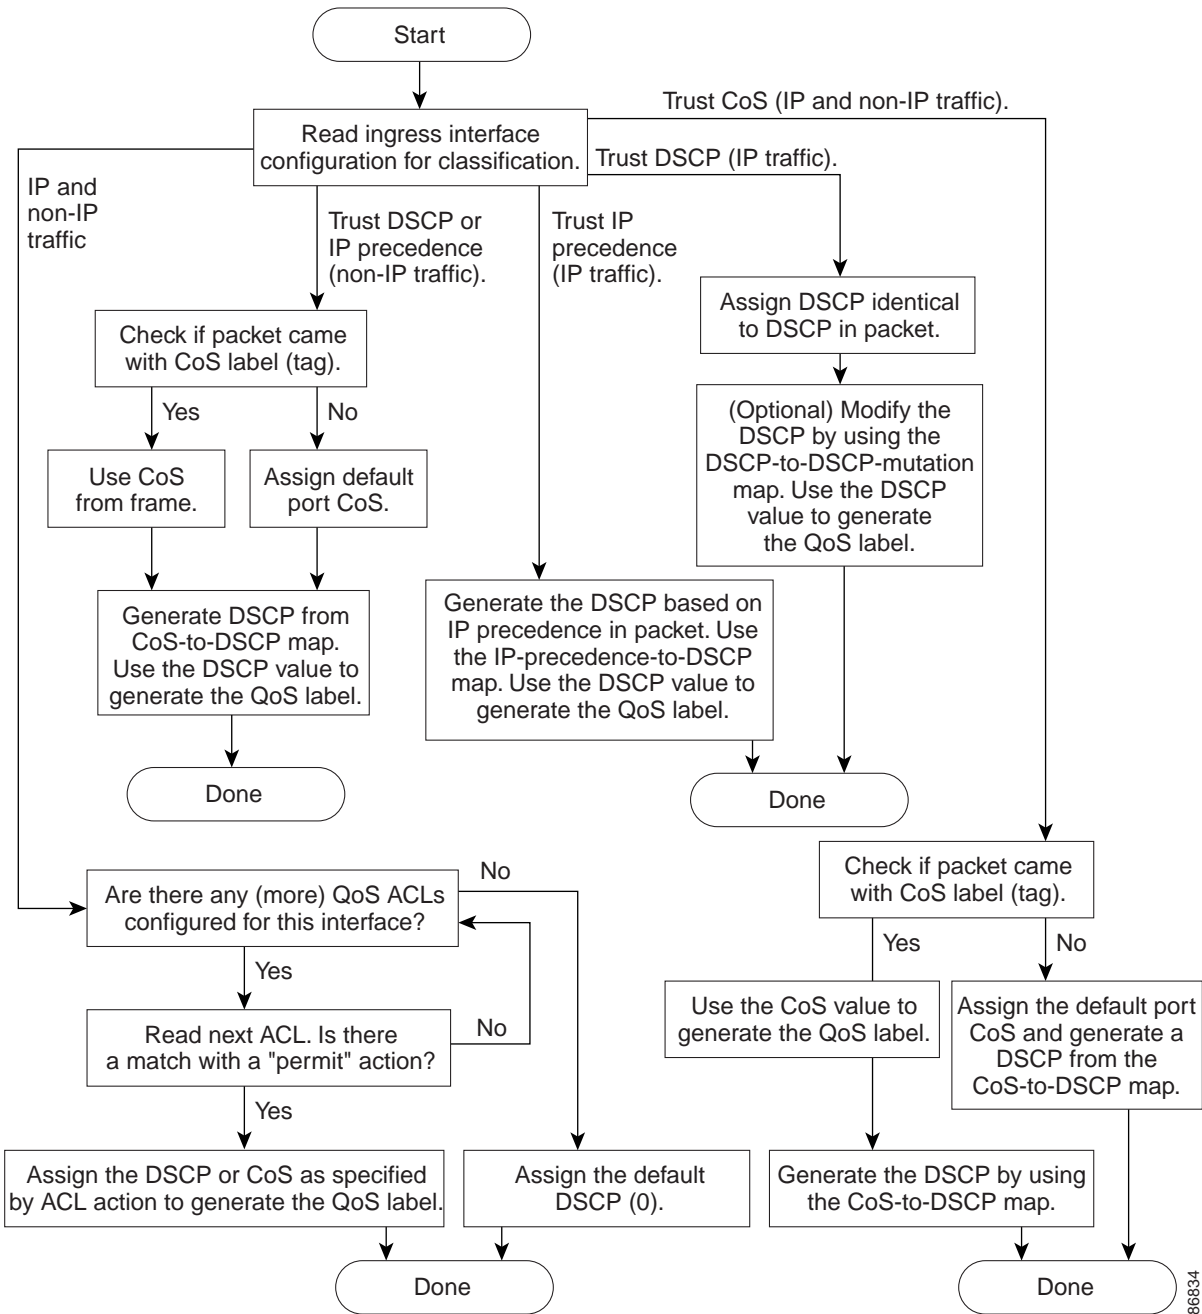 Start
Trust CoS (IP and non-IP traffic).
Read ingress interface
configuration for classification.
Trust DSCP (IP traffic).
IP and
non-IP
traffic
Trust DSCP or
IP precedence
(non-IP traffic).
Trust IP
precedence
(IP traffic).
Assign DSCP identical
to DSCP in packet.
Check if packet came
with CoS label (tag).
Yes
No
(Optional) Modify the
DSCP by using the
DSCP-to-DSCP-mutation
map. Use the DSCP
value to generate
the QoS label.
Use CoS
from frame.
Assign default
port CoS.
Generate DSCP from
CoS-to-DSCP map.
Use the DSCP value to
generate the QoS label.
Generate the DSCP based on
IP precedence in packet. Use
the IP-precedence-to-DSCP
map. Use the DSCP value to
generate the QoS label.
Done
Done
Are there any (more) QoS ACLs
configured for this interface?
No
Check if packet came
with CoS label (tag).
Yes
Yes
No
Read next ACL. Is there
a match with a "permit" action?
No
Use the CoS value to
generate the QoS label.
Assign the default port
CoS and generate a
DSCP from the
CoS-to-DSCP map.
Yes
Assign the DSCP or CoS as specified
by ACL action to generate the QoS label.
Assign the default
DSCP (0).
Generate the DSCP by using
the CoS-to-DSCP map.
Done
Done
86834